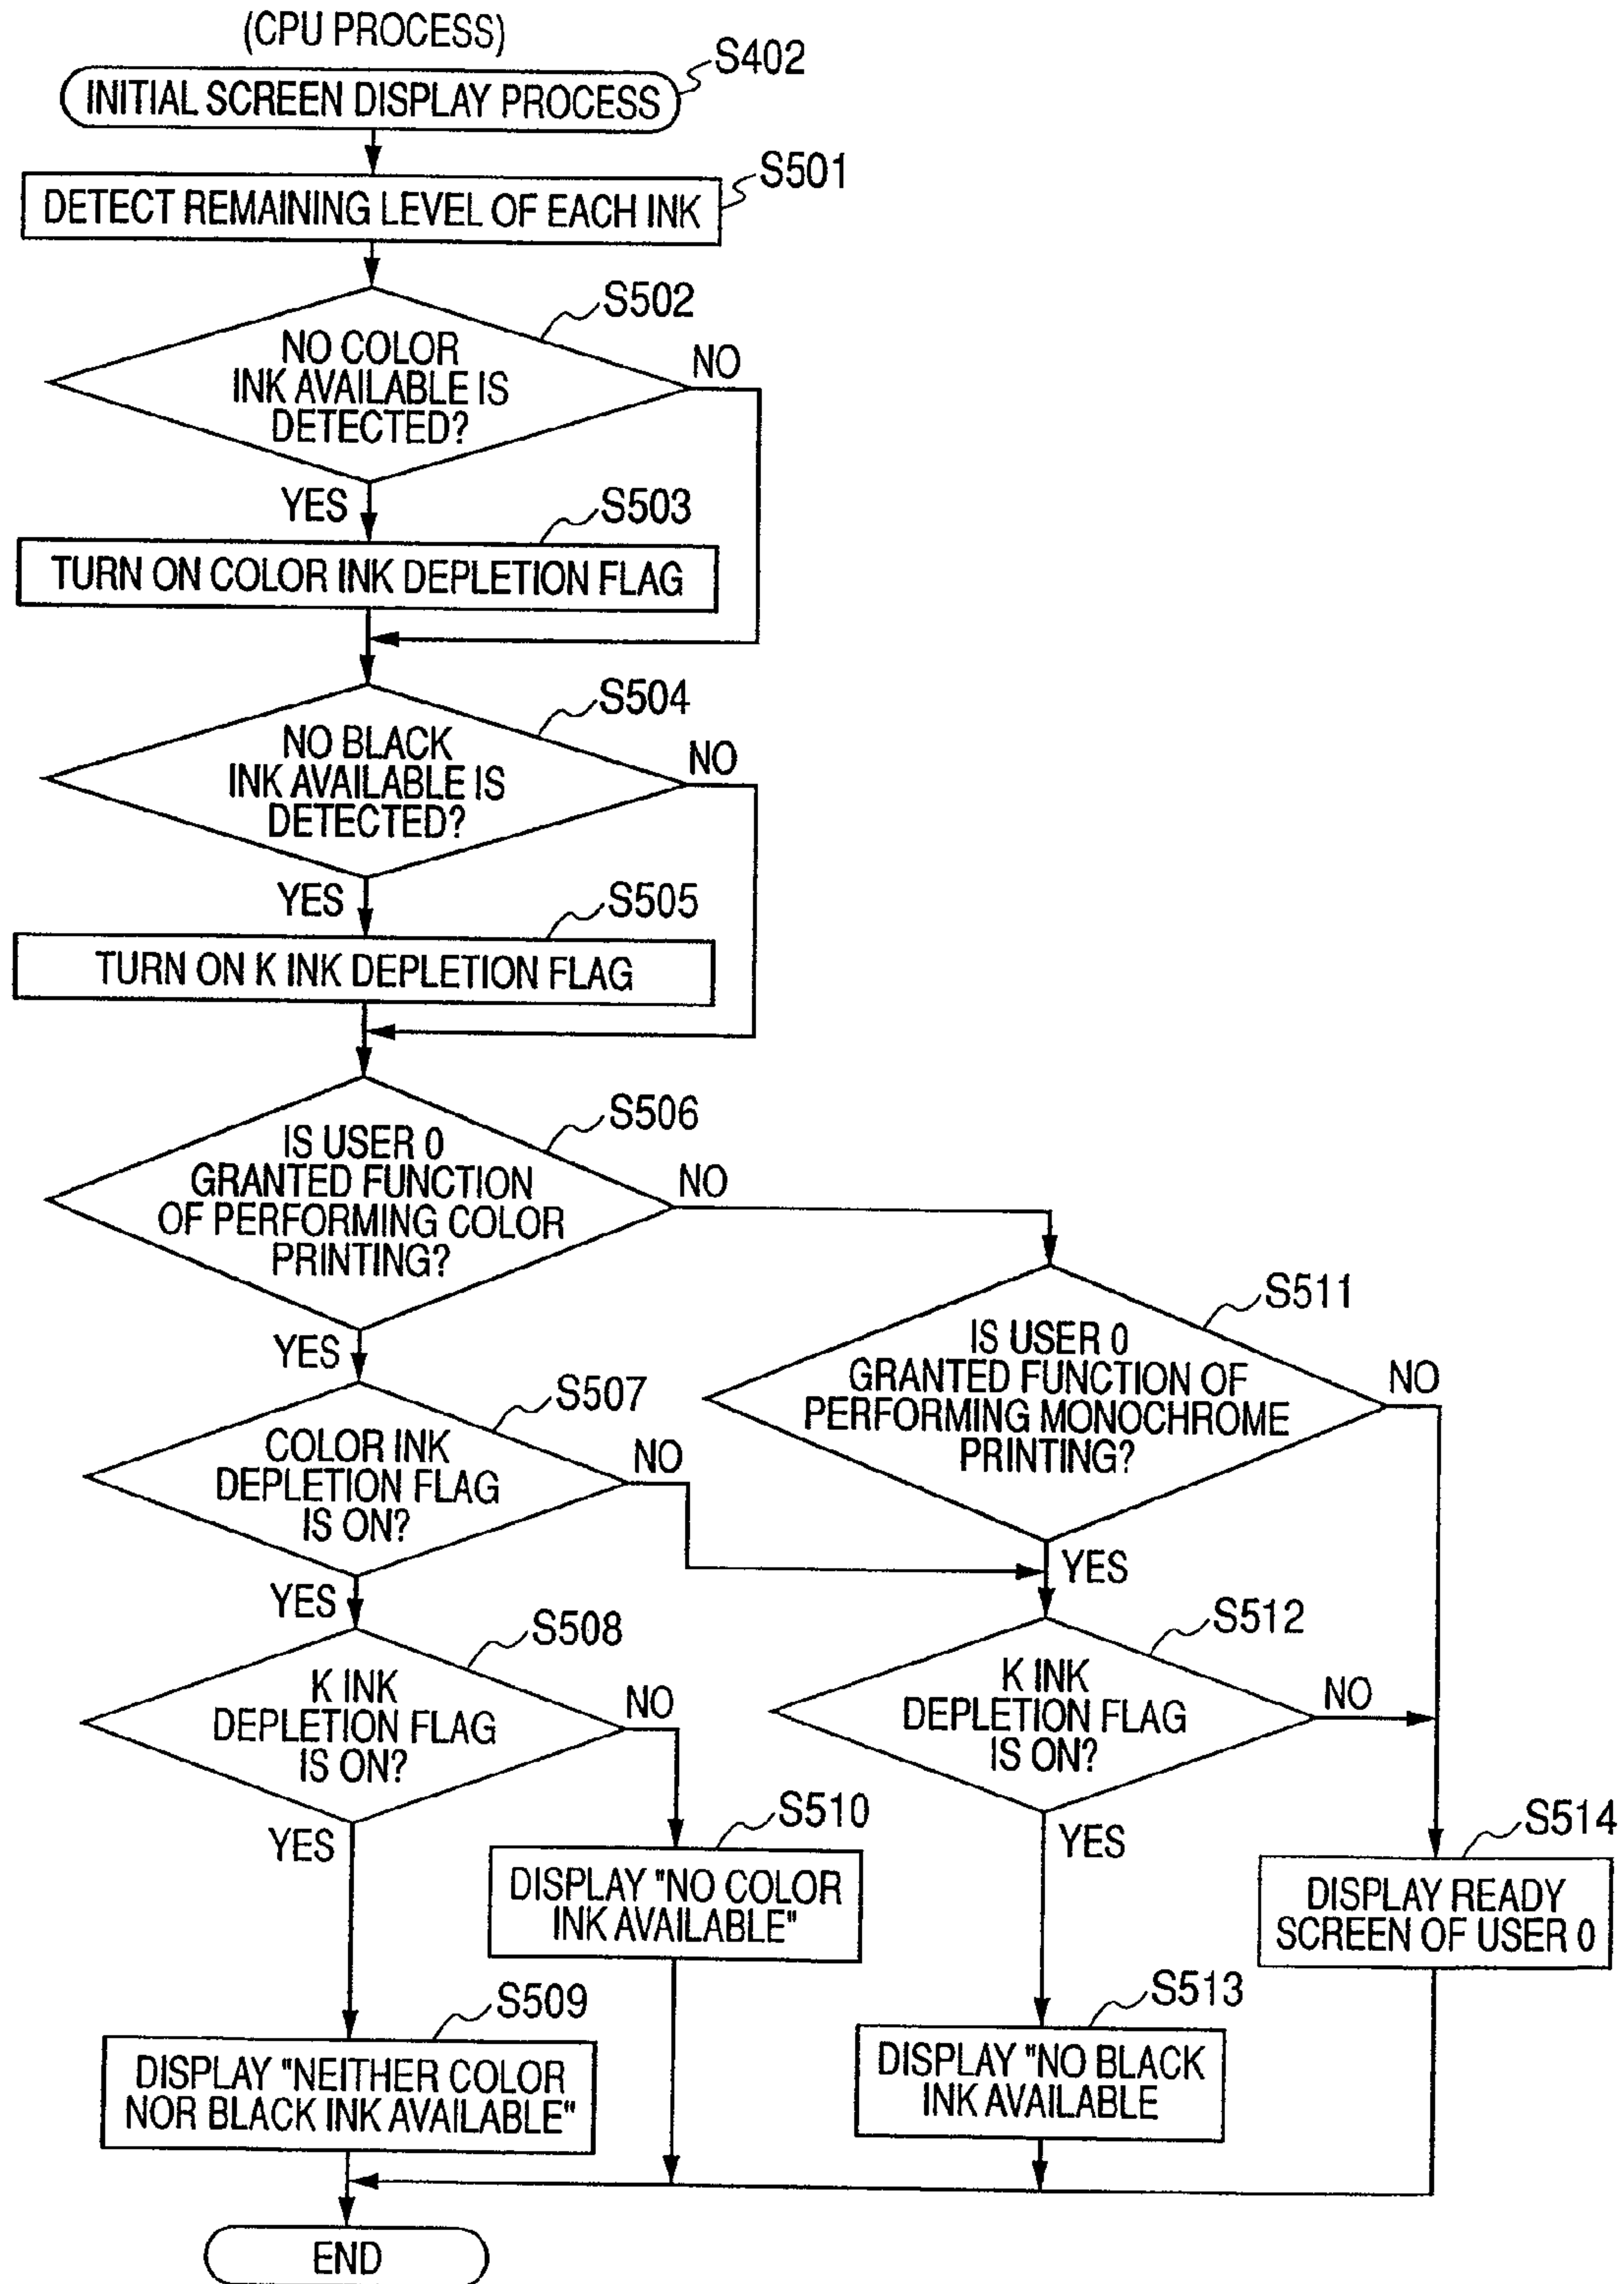 (CPU PROCESS)
S402
INITIAL SCREEN DISPLAY PROCESS
S501
DETECT REMAINING LEVEL OF EACH INK
S502
NO COLOR
INK AVAILABLE IS
DETECTED?
NO
YES
S503
TURN ON COLOR INK DEPLETION FLAG
S504
NO BLACK
INK AVAILABLE IS
DETECTED?
NO
YES
S505
TURN ON K INK DEPLETION FLAG
S506
IS USER 0
GRANTED FUNCTION
OF PERFORMING COLOR
PRINTING?
NO
YES
S511
IS USER 0
GRANTED FUNCTION OF
PERFORMING MONOCHROME
PRINTING?
NO
YES
S507
COLOR INK
DEPLETION FLAG
IS ON?
NO
YES
S508
K INK
DEPLETION FLAG
IS ON?
NO
YES
S512
K INK
DEPLETION FLAG
IS ON?
NO
YES
S510
DISPLAY "NO COLOR
INK AVAILABLE"
S514
DISPLAY READY
SCREEN OF USER 0
S509
DISPLAY "NEITHER COLOR
NOR BLACK INK AVAILABLE"
S513
DISPLAY "NO BLACK
INK AVAILABLE
END